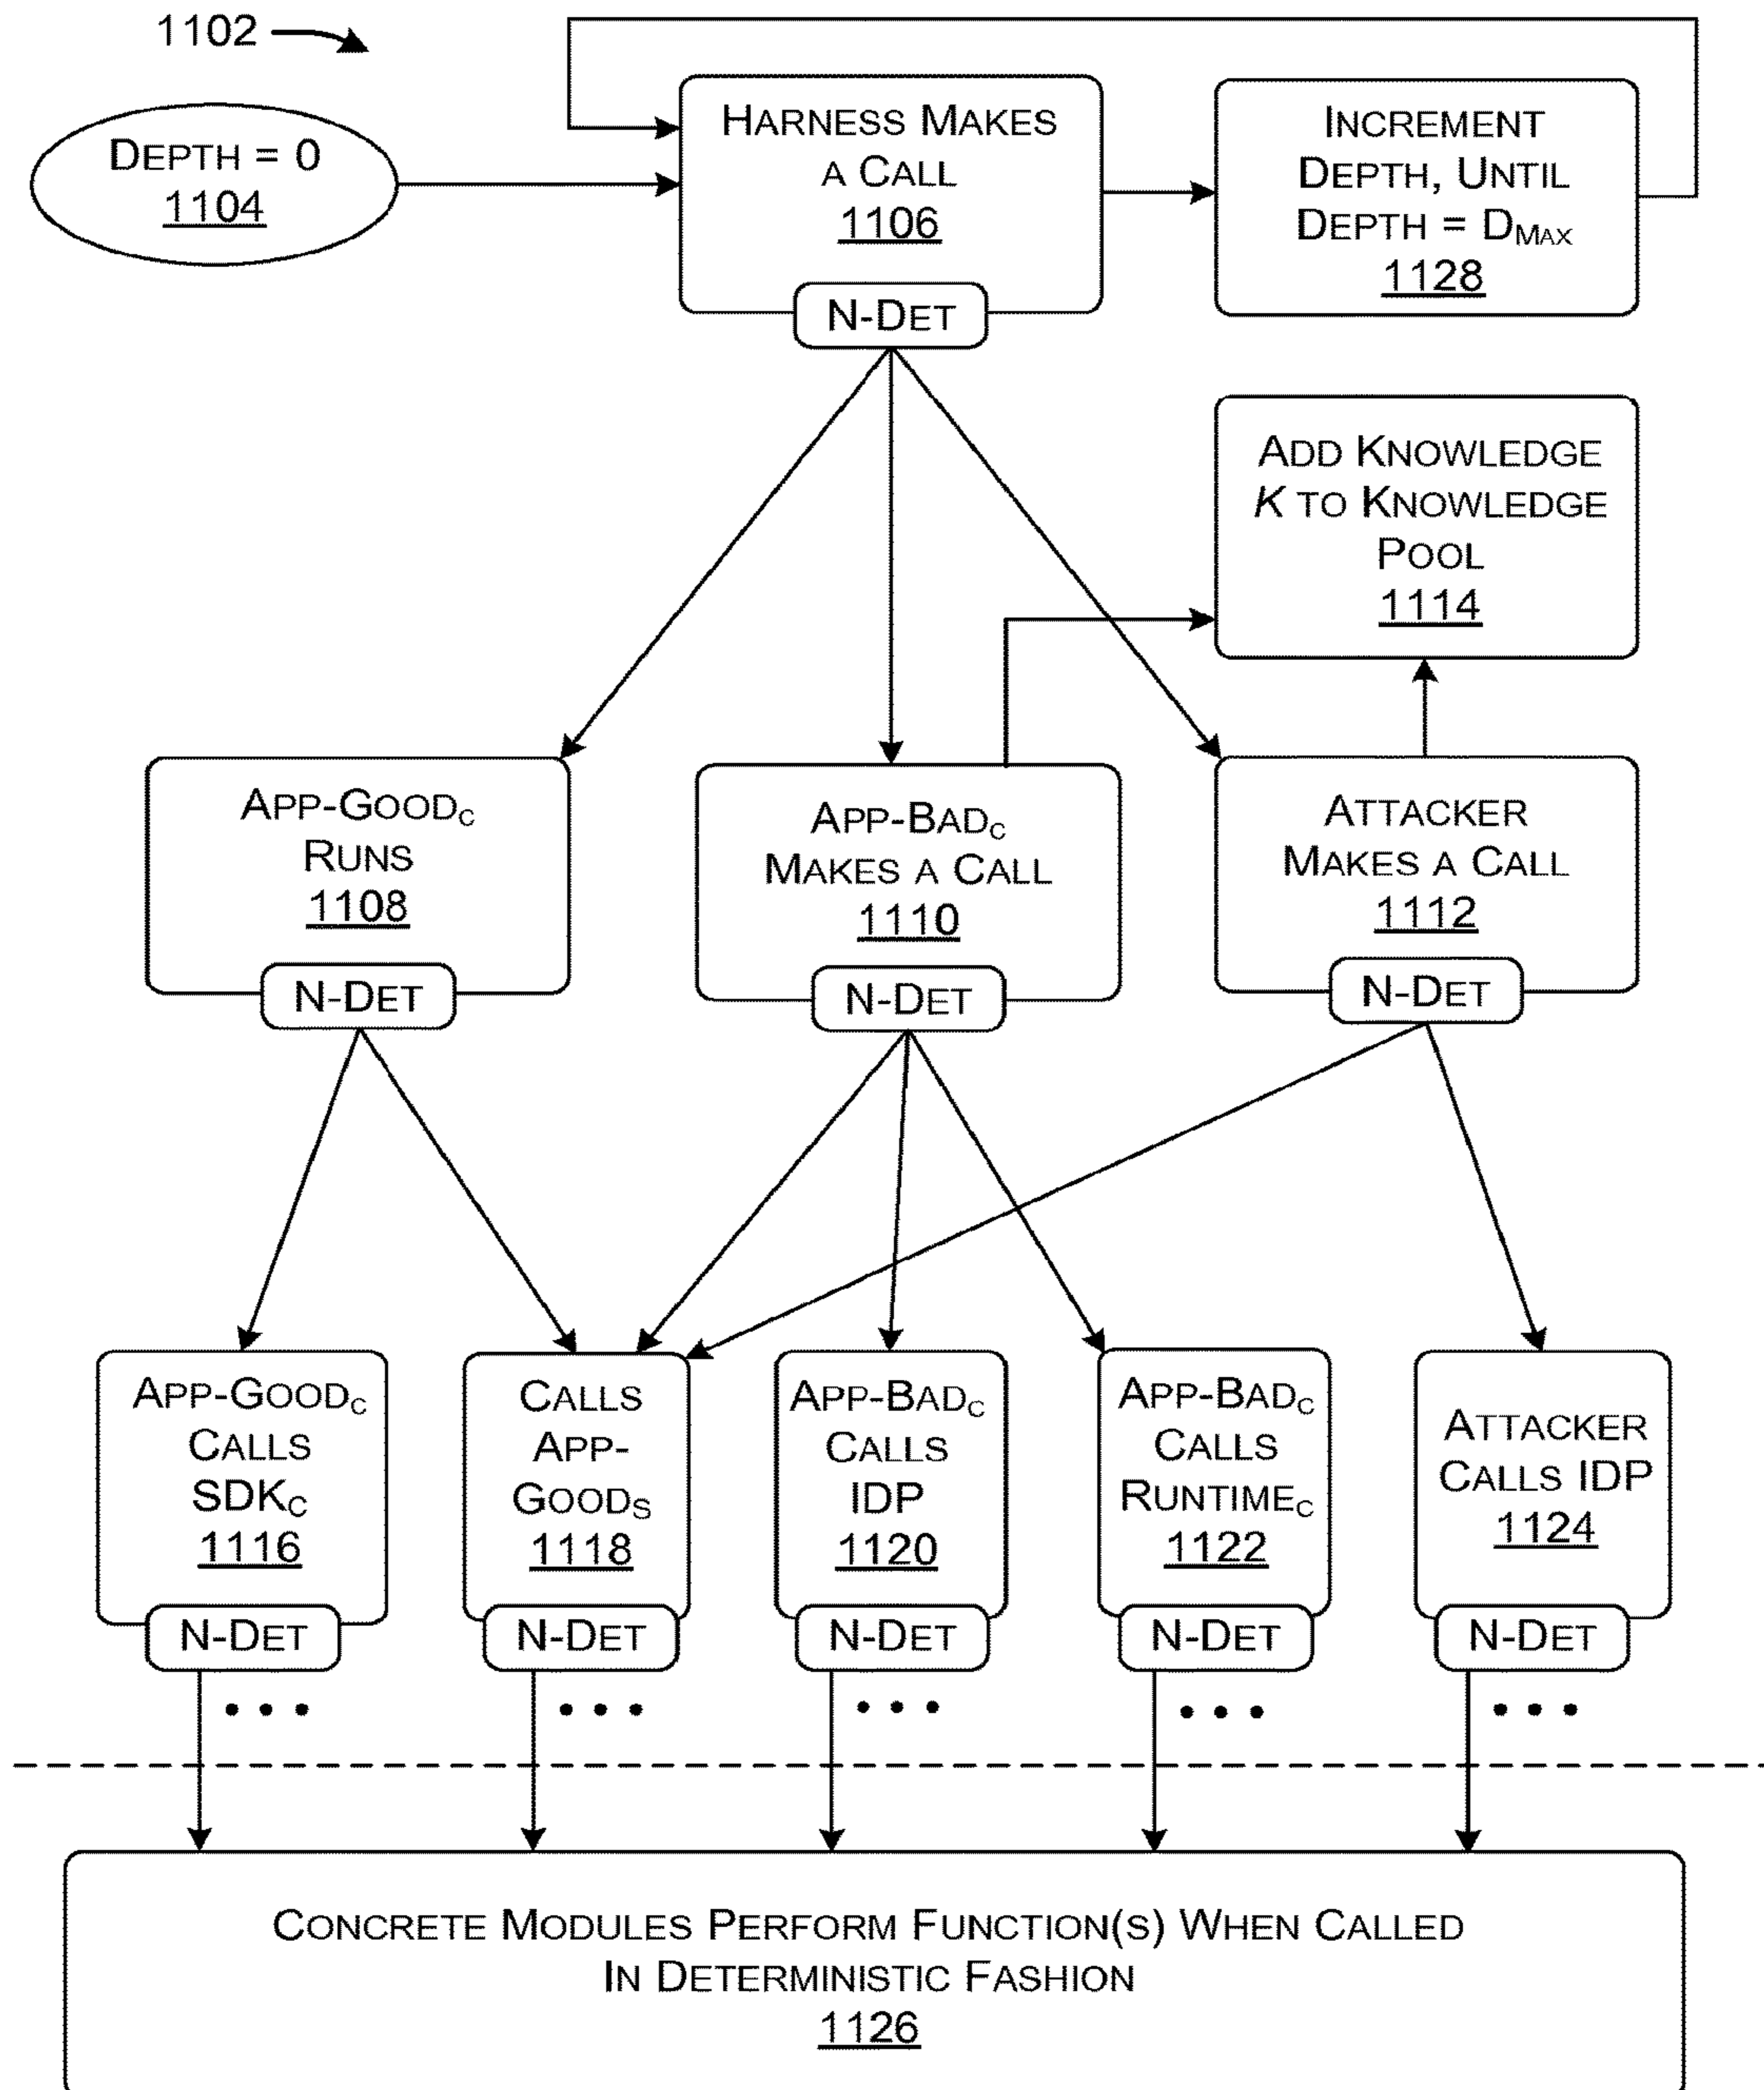 1102
DEPTH = 0
1104
HARNESS MAKES
A CALL
1106
N-DET
INCREMENT
DEPTH, UNTIL
DEPTH = DMAX
1128
ADD KNOWLEDGE
K TO KNOWLEDGE
POOL
1114
APP-GOODC
RUNS
1108
N-DET
APP-BADC
MAKES A CALL
1110
N-DET
ATTACKER
MAKES A CALL
1112
N-DET
APP-GOODC
CALLS
SDKC
1116
N-DET
CALLS
APP-
GOODS
1118
N-DET
APP-BADC
CALLS
IDP
1120
N-DET
APP-BADC
CALLS
RUNTIMEC
1122
N-DET
ATTACKER
CALLS IDP
1124
N-DET
CONCRETE MODULES PERFORM FUNCTION(S) WHEN CALLED
IN DETERMINISTIC FASHION
1126